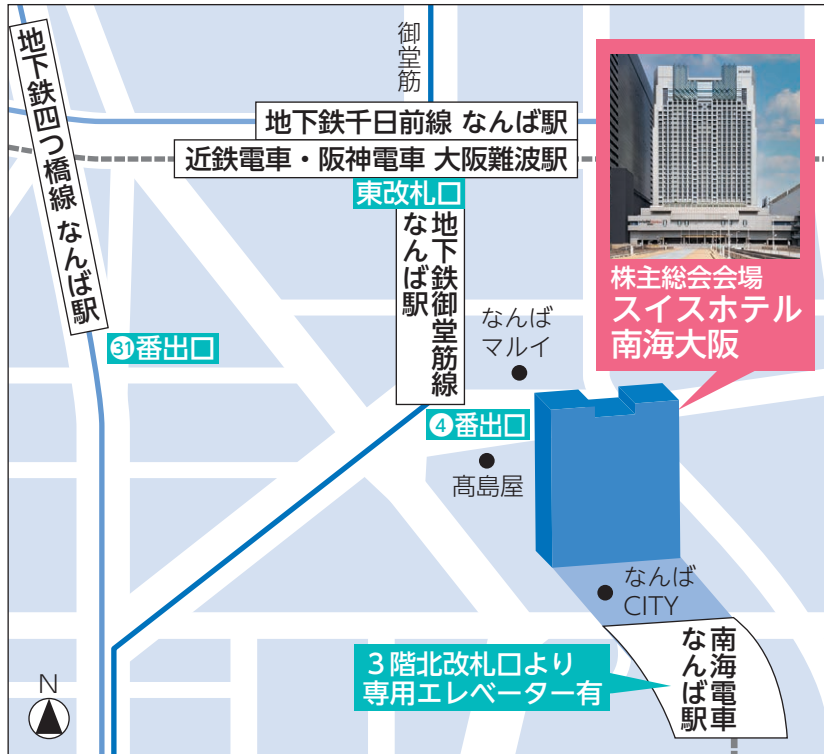 御堂筋
地下鉄四つ橋線 なんば駅
地下鉄千日前線 なんば駅
近鉄電車・阪神電車 大阪難波駅
東改札口
地下鉄御堂筋線
なんば駅
株主総会会場
スイスホテル
南海大阪
なんば
マルイ
㉛番出口
❹番出口
髙島屋
なんば
CITY
南海電車
なんば駅
３階北改札口より
専用エレベーター有
N